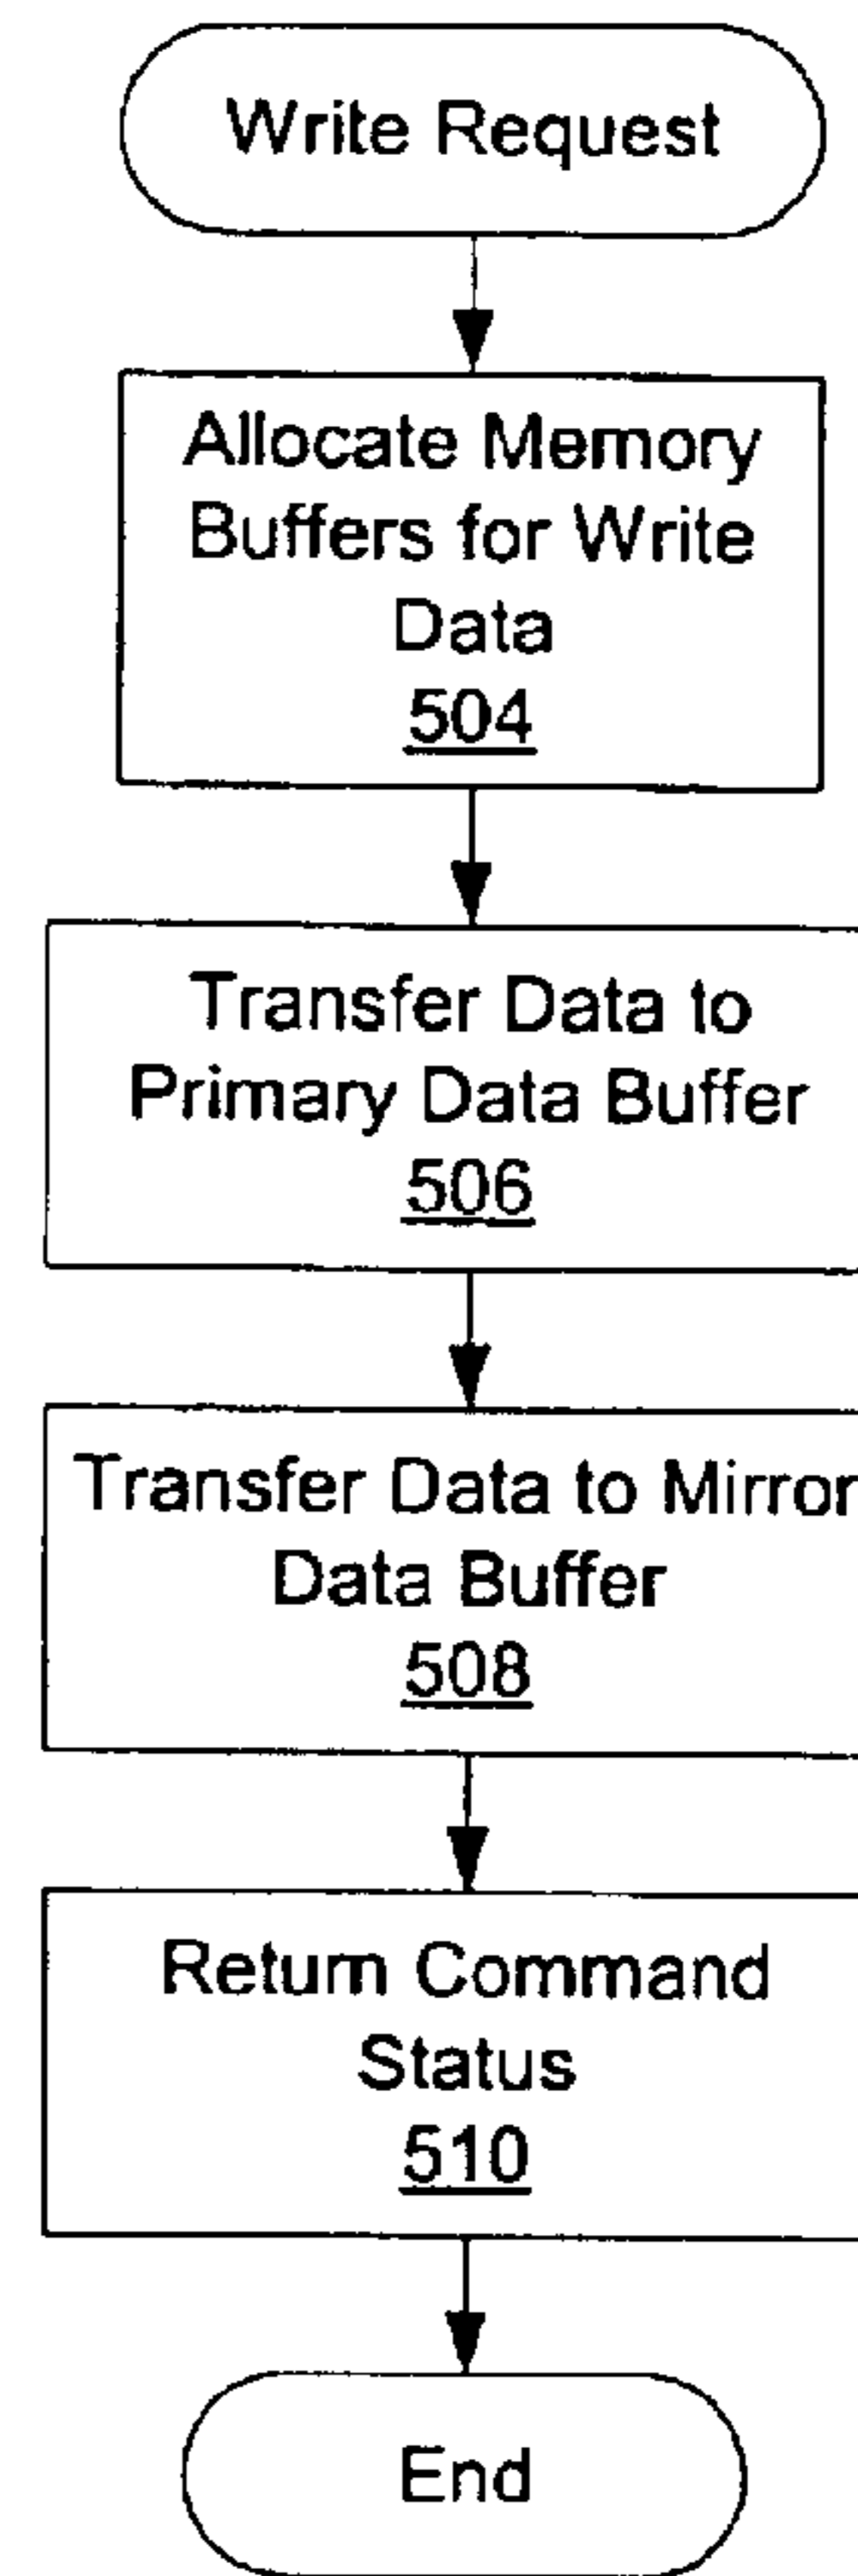 Write Request
Allocate Memory
Buffers for Write
Data
504
Transfer Data to
Primary Data Buffer
506
Transfer Data to Mirror
Data Buffer
508
Return Command
Status
510
End